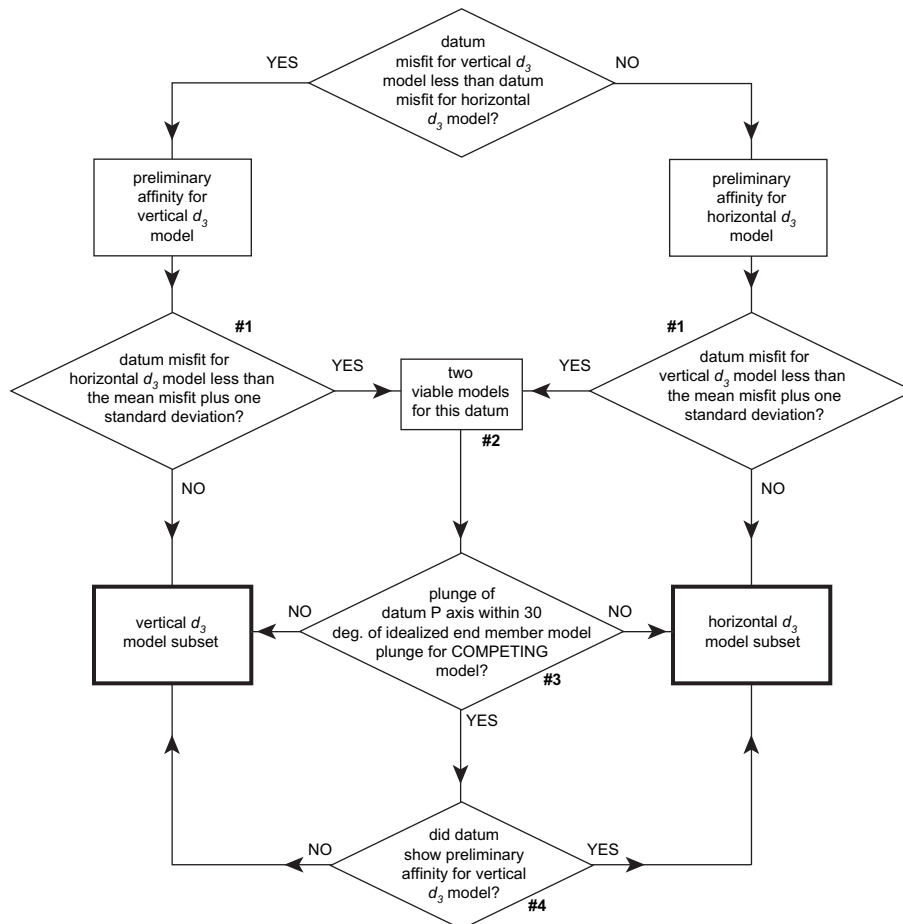 datum
misfit for vertical d3
model less than datum
misfit for horizontal
d3 model?
YES
NO
preliminary
affinity for
vertical d3
model
preliminary
affinity for
horizontal d3
model
#1
#1
datum misfit for
horizontal d3 model less than
the mean misfit plus one
standard deviation?
YES
two
viable models
for this datum
YES
datum misfit for
vertical d3 model less than
the mean misfit plus one
standard deviation?
#2
NO
NO
vertical d3
model subset
NO
plunge of
datum P axis within 30
deg. of idealized end member model
plunge for COMPETING
model?
NO
horizontal d3
model subset
#3
YES
NO
did datum
show preliminary
affinity for vertical
d3 model?
YES
#4